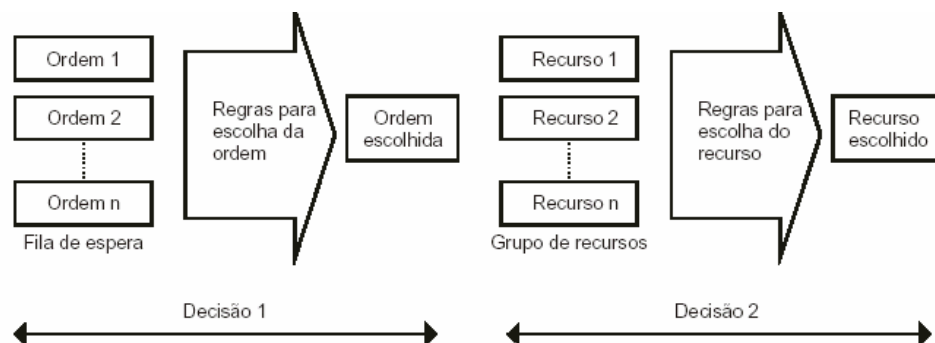 Ordem 1
Ordem 2
Ordem n
Fila de espera
Regras para
escolha da
ordem
Ordem
escolhida
Decisão 1
Recurso 1
Recurso 2
Recurso n
Grupo de recursos
Regras para
escolha do
recurso
Recurso
escolhido
Decisão 2